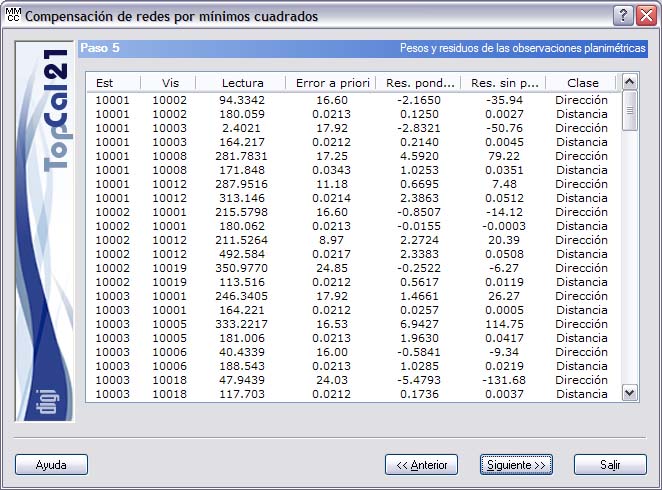 MM CC Compensación de redes por mínimos cuadrados
Paso 5 Pesos y residuos de las observaciones planimétricas
TopCal21
digi
Est Vis Lectura Error a priori Res. pond... Res. sin p... Clase
10001 10002 94.3342 16.60 -2.1650 -35.94 Dirección
10001 10002 180.059 0.0213 0.1250 0.0027 Distancia
10001 10003 2.4021 17.92 -2.8321 -50.76 Dirección
10001 10003 164.217 0.0212 0.2140 0.0045 Distancia
10001 10008 281.7831 17.25 4.5920 79.22 Dirección
10001 10008 171.848 0.0343 1.0253 0.0351 Distancia
10001 10012 287.9516 11.18 0.6695 7.48 Dirección
10001 10012 313.146 0.0214 2.3863 0.0512 Distancia
10002 10001 215.5798 16.60 -0.8507 -14.12 Dirección
10002 10001 180.062 0.0213 -0.0155 -0.0003 Distancia
10002 10012 211.5264 8.97 2.2724 20.39 Dirección
10002 10012 492.584 0.0217 2.3383 0.0508 Distancia
10002 10019 350.9770 24.85 -0.2522 -6.27 Dirección
10002 10019 113.516 0.0212 0.5617 0.0119 Distancia
10003 10001 246.3405 17.92 1.4661 26.27 Dirección
10003 10001 164.221 0.0212 0.0257 0.0005 Distancia
10003 10005 333.2217 16.53 6.9427 114.75 Dirección
10003 10005 181.006 0.0213 1.9630 0.0417 Distancia
10003 10006 40.4339 16.00 -0.5841 -9.34 Dirección
10003 10006 188.543 0.0213 1.0285 0.0219 Distancia
10003 10018 47.9439 24.03 -5.4793 -131.68 Dirección
10003 10018 117.703 0.0212 0.1736 0.0037 Distancia
Ayuda << Anterior Siguiente >> Salir